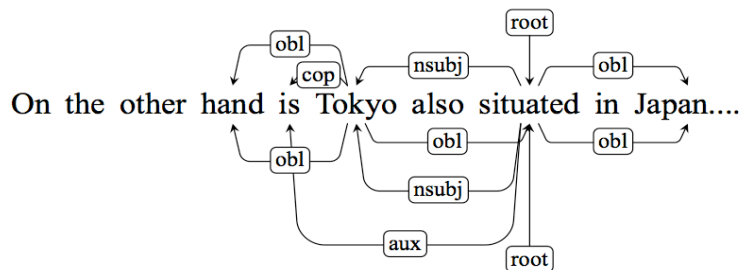 root
obl nsubj obl
cop
On the other hand is Tokyo also situated in Japan....
obl obl obl
nsubj
aux
root